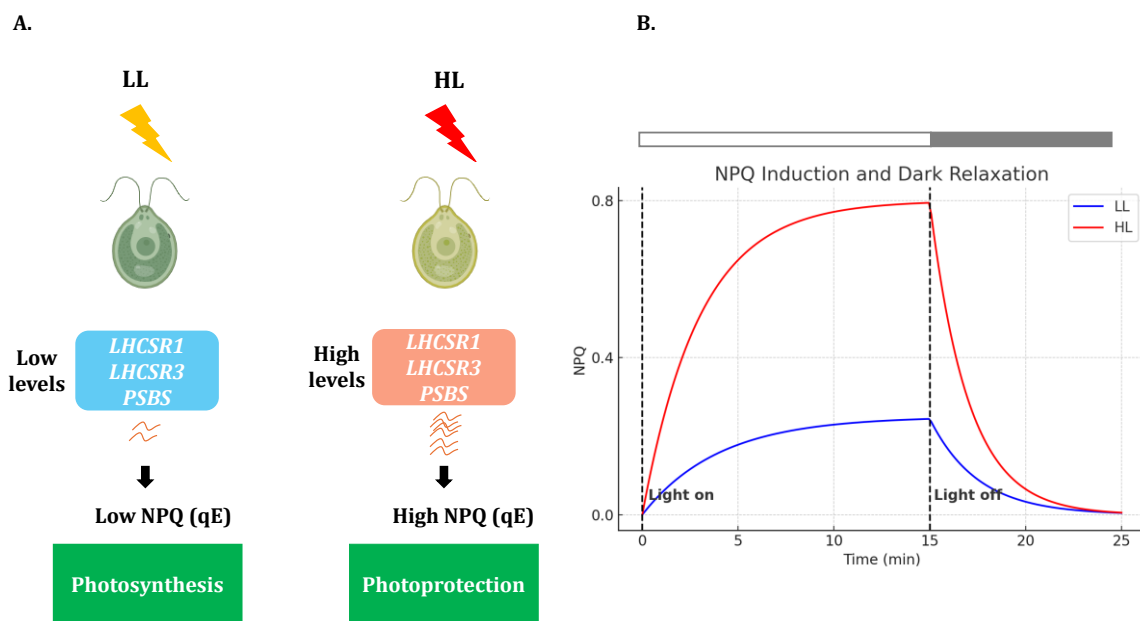 A.
LL
HL
Low
levels
LHCSR1
LHCSR3
PSBS
High
levels
LHCSR1
LHCSR3
PSBS
Low NPQ (qE)
High NPQ (qE)
Photosynthesis
Photoprotection
B.
NPQ Induction and Dark Relaxation
LL
HL
NPQ
0.8
0.4
0.0
Light on
Light off
0
5
10
15
20
25
Time (min)